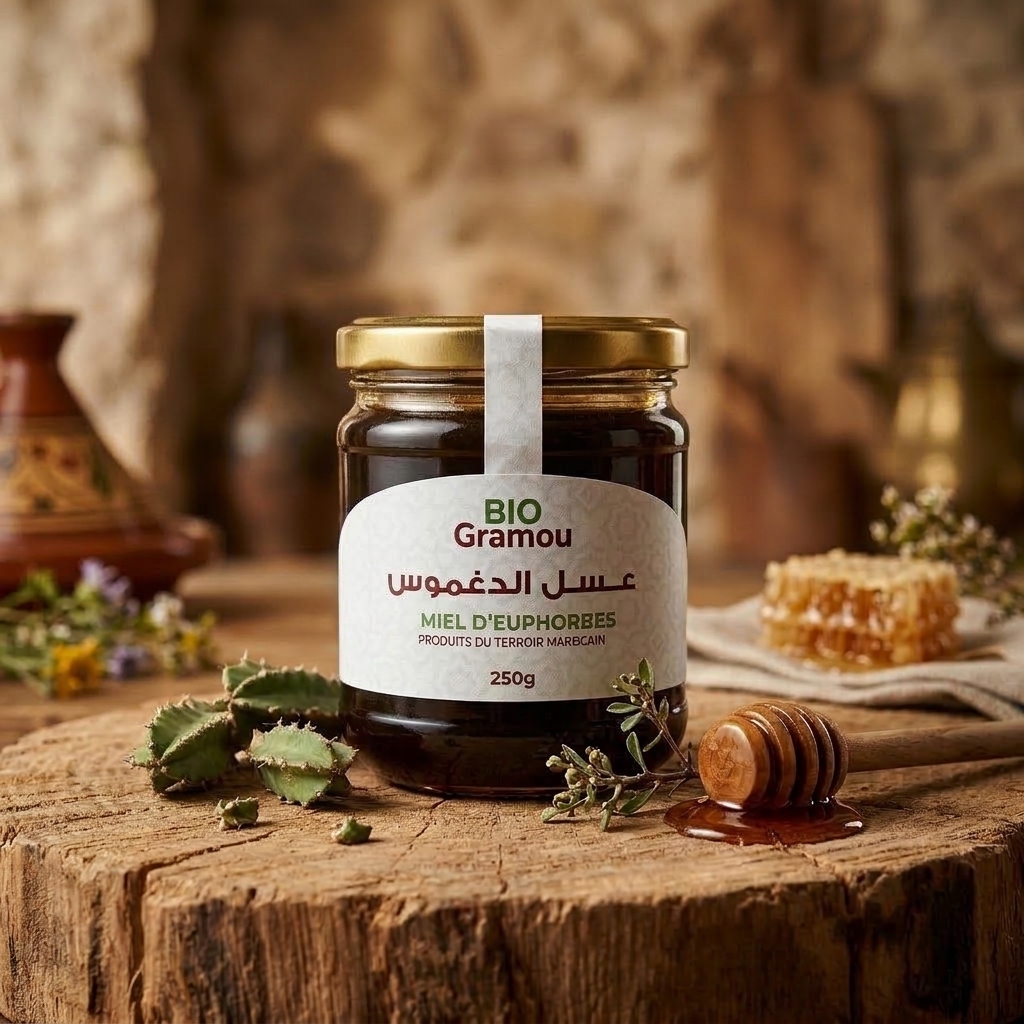 BIO
Gramou
عسل الدغموس
MIEL D'EUPHORBES
PRODUITS DU TERROIR MARBCAIN
250g